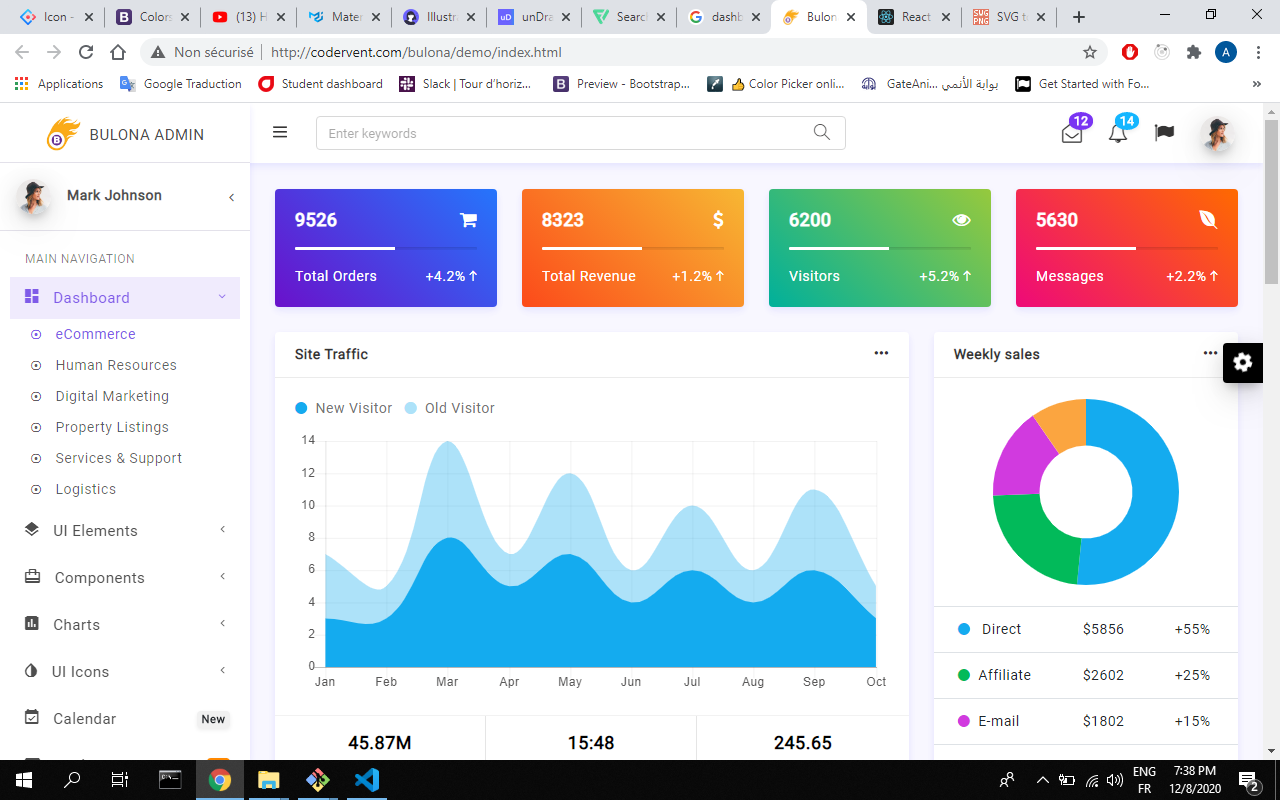 Icon -
Colors
(13) H
Mater
Illustra
uD unDra
Search
dashb
Bulon
React
SVG PNG SVG to
Non sécurisé http://codervent.com/bulona/demo/index.html
A
Applications Google Traduction Student dashboard Slack | Tour d'horiz... B Preview - Bootstrap... Color Picker onli... GateAni... بوابة الأنمي Get Started with Fo... »
BULONA ADMIN
Enter keywords
12
14
Mark Johnson
MAIN NAVIGATION
Dashboard
eCommerce
Human Resources
Digital Marketing
Property Listings
Services & Support
Logistics
UI Elements
Components
Charts
UI Icons
Calendar New
9526
Total Orders +4.2%
8323 $
Total Revenue +1.2%
6200
Visitors +5.2%
5630
Messages +2.2%
Site Traffic
New Visitor Old Visitor
14
12
10
8
6
4
2
0
Jan Feb Mar Apr May Jun Jul Aug Sep Oct
45.87M 15:48 245.65
Weekly sales
Direct $5856 +55%
Affiliate $2602 +25%
E-mail $1802 +15%
ENG
FR
7:38 PM
12/8/2020
2